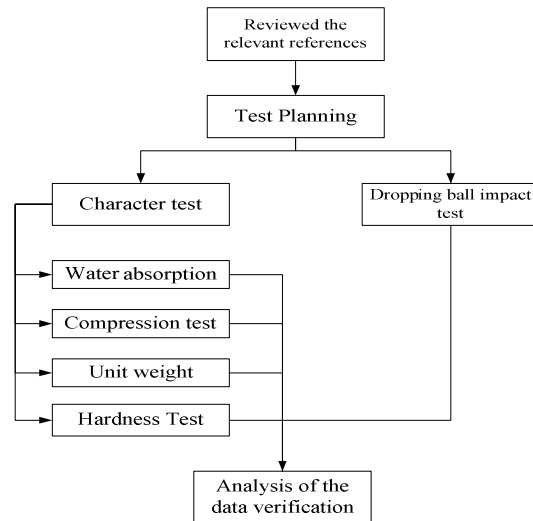 Reviewed the
relevant references
Test Planning
Character test
Dropping ball impact
test
Water absorption
Compression test
Unit weight
Hardness Test
Analysis of the
data verification